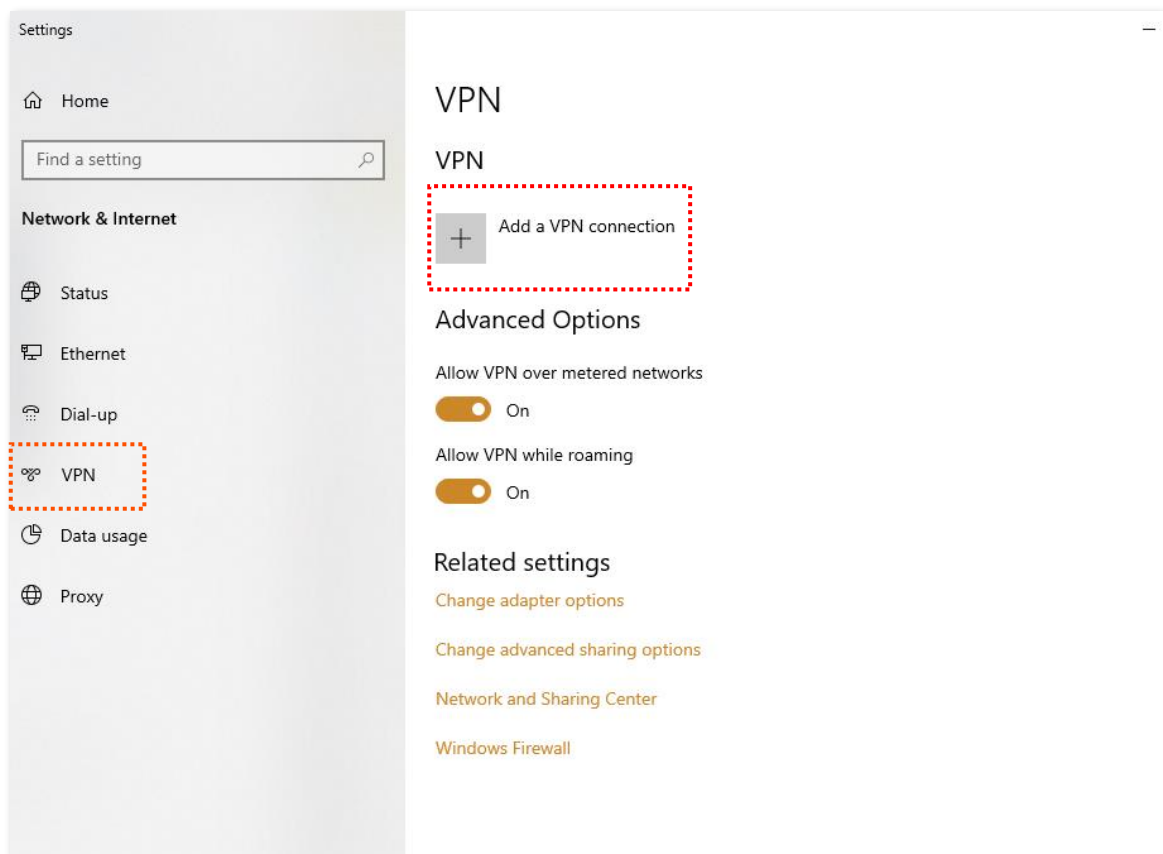 Settings
Home
Find a setting
Network & Internet
Status
Ethernet
Dial-up
VPN
Data usage
Proxy
VPN
VPN
Add a VPN connection
Advanced Options
Allow VPN over metered networks
On
Allow VPN while roaming
On
Related settings
Change adapter options
Change advanced sharing options
Network and Sharing Center
Windows Firewall